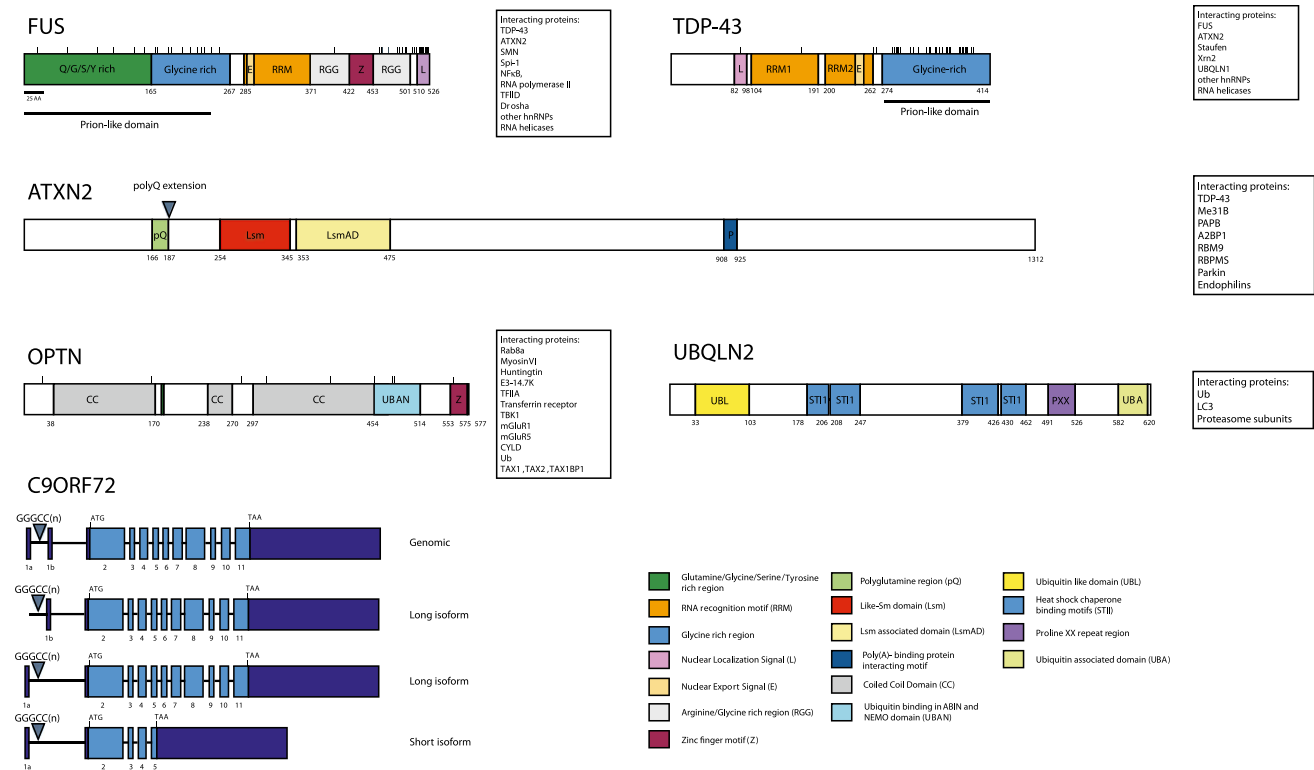 FUS
Q/G/S/Y rich
Glycine rich
E
RRM
RGG
Z
RGG
L
165
267
285
371
422
453
501
510
526
25 AA
Prion-like domain
Interacting proteins:
TDP-43
ATXN2
SMN
Spi-1
NFκB,
RNA polymerase II
TFIID
Drosha
other hnRNPs
RNA helicases
TDP-43
L
RRM1
RRM2
E
Glycine-rich
82
98
104
191
200
262
274
414
Prion-like domain
Interacting proteins:
FUS
ATXN2
Staufen
Xrn2
UBQLN1
other hnRNPs
RNA helicases
ATXN2
polyQ extension
pQ
Lsm
LsmAD
P
166
187
254
345
353
475
908
925
1312
Interacting proteins:
TDP-43
Me31B
PAPB
A2BP1
RBM9
RBPMS
Parkin
Endophilins
OPTN
CC
CC
CC
UBAN
Z
38
170
238
270
297
454
514
553
575
577
Interacting proteins:
Rab8a
MyosinVI
Huntingtin
E3-14.7K
TFIIA
Transferrin receptor
TBK1
mGluR1
mGluR5
CYLD
Ub
TAX1 ,TAX2 ,TAX1BP1
UBQLN2
UBL
STI1
STI1
STI1
STI1
PXX
UBA
33
103
178
206
208
247
379
426
430
462
491
526
582
620
Interacting proteins:
Ub
LC3
Proteasome subunits
C9ORF72
GGGCC(n)
ATG
TAA
1a
1b
2
3
4
5
6
7
8
9
10
11
Genomic
GGGCC(n)
ATG
TAA
1b
2
3
4
5
6
7
8
9
10
11
Long isoform
GGGCC(n)
ATG
TAA
1a
2
3
4
5
6
7
8
9
10
11
Long isoform
GGGCC(n)
ATG
TAA
1a
2
3
4
5
Short isoform
Glutamine/Glycine/Serine/Tyrosine
rich region
RNA recognition motif (RRM)
Glycine rich region
Nuclear Localization Signal (L)
Nuclear Export Signal (E)
Arginine/Glycine rich region (RGG)
Zinc finger motif (Z)
Polyglutamine region (pQ)
Like-Sm domain (Lsm)
Lsm associated domain (LsmAD)
Poly(A)- binding protein
interacting motif
Coiled Coil Domain (CC)
Ubiquitin binding in ABIN and
NEMO domain (UBAN)
Ubiquitin like domain (UBL)
Heat shock chaperone
binding motifs (STII)
Proline XX repeat region
Ubiquitin associated domain (UBA)